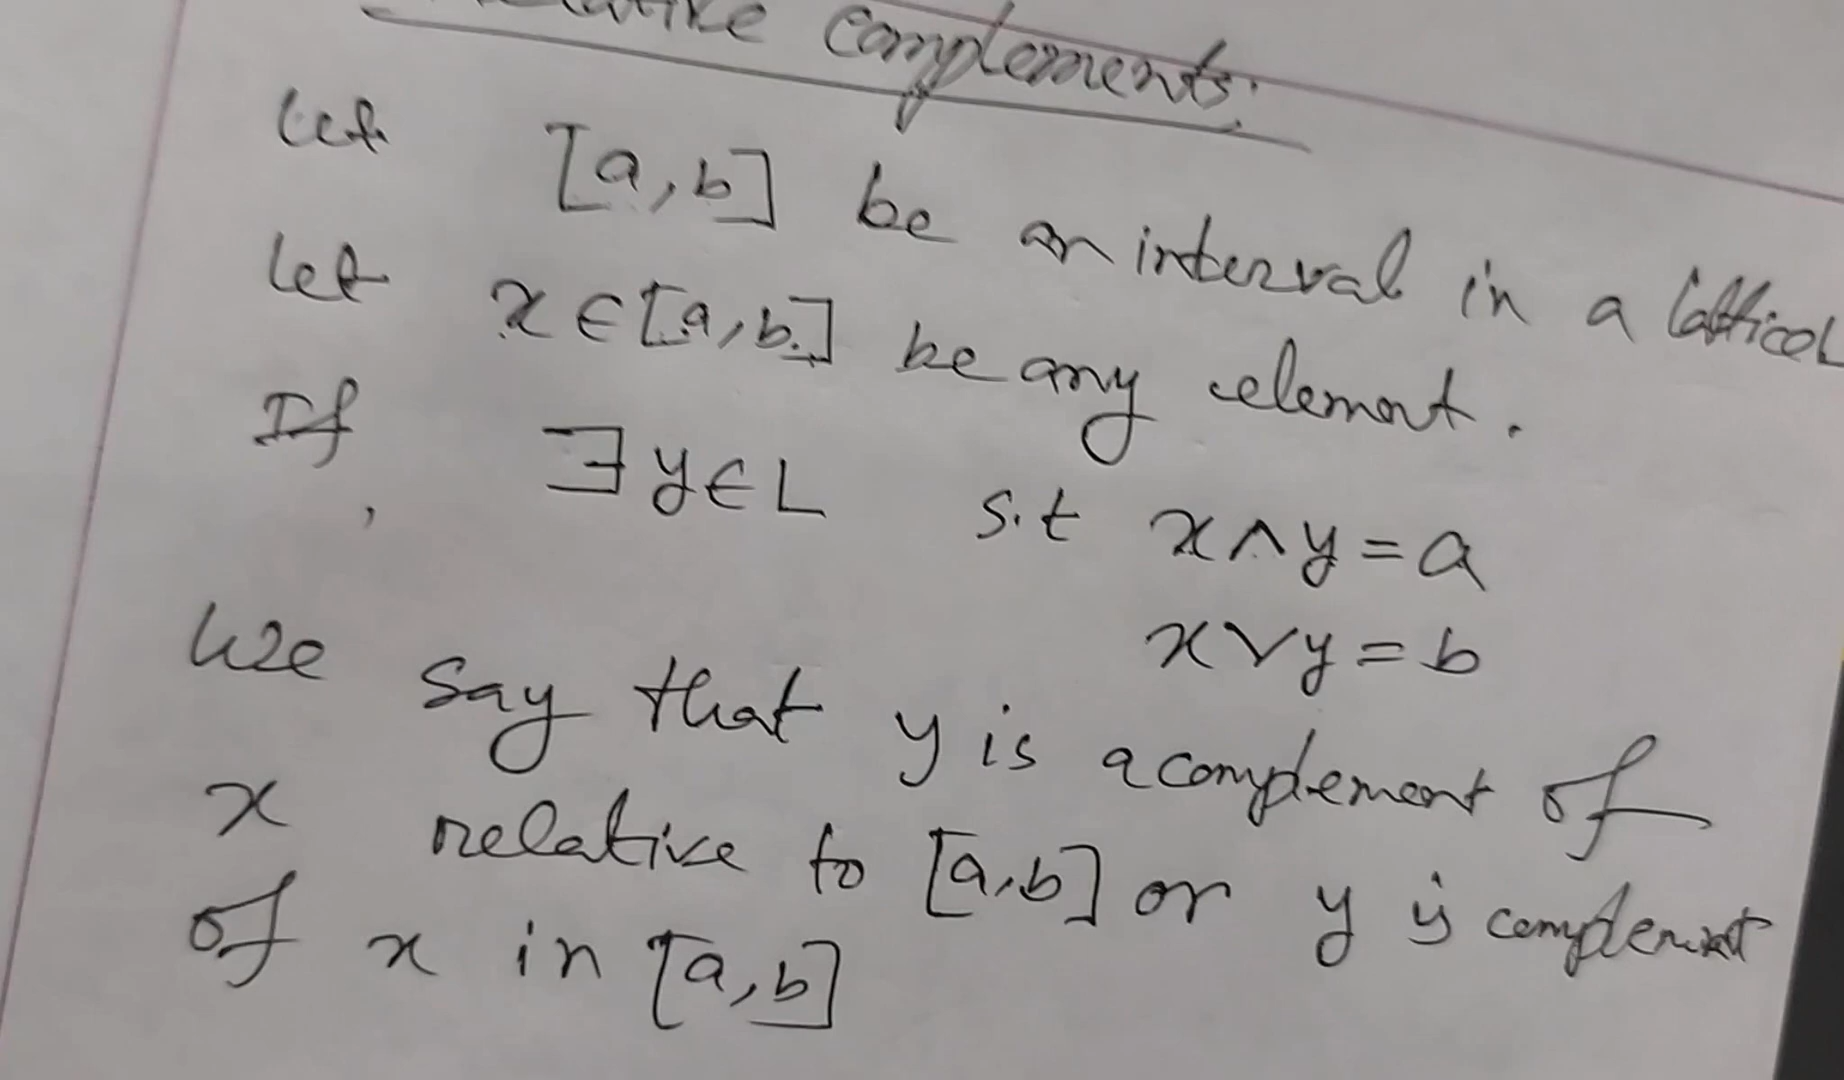 complements:
Let [a,b] be an interval in a lattice L
Let x∈[a,b] be any element.
If ∃ y∈L s.t x∧y=a
x∨y=b
We say that y is a complement of
x relative to [a,b] or y is complement
of x in [a,b]